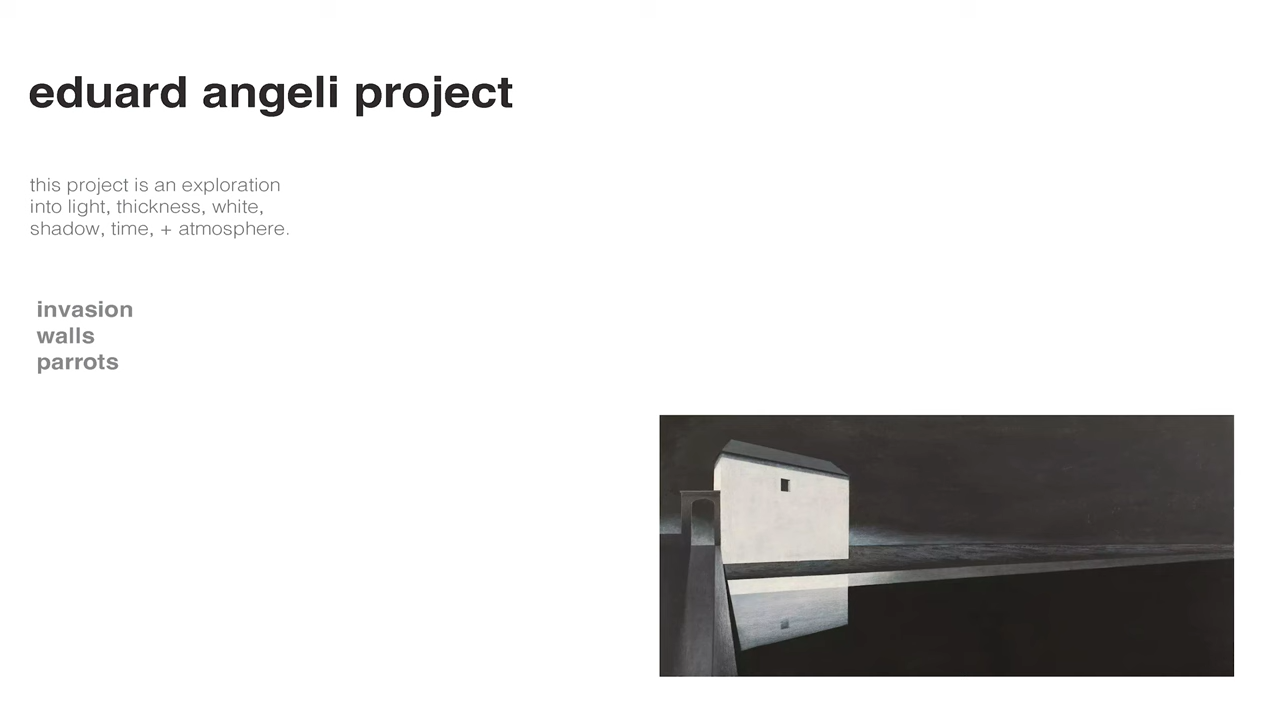 eduard angeli project
this project is an exploration
into light, thickness, white,
shadow, time, + atmosphere.
invasion
walls
parrots